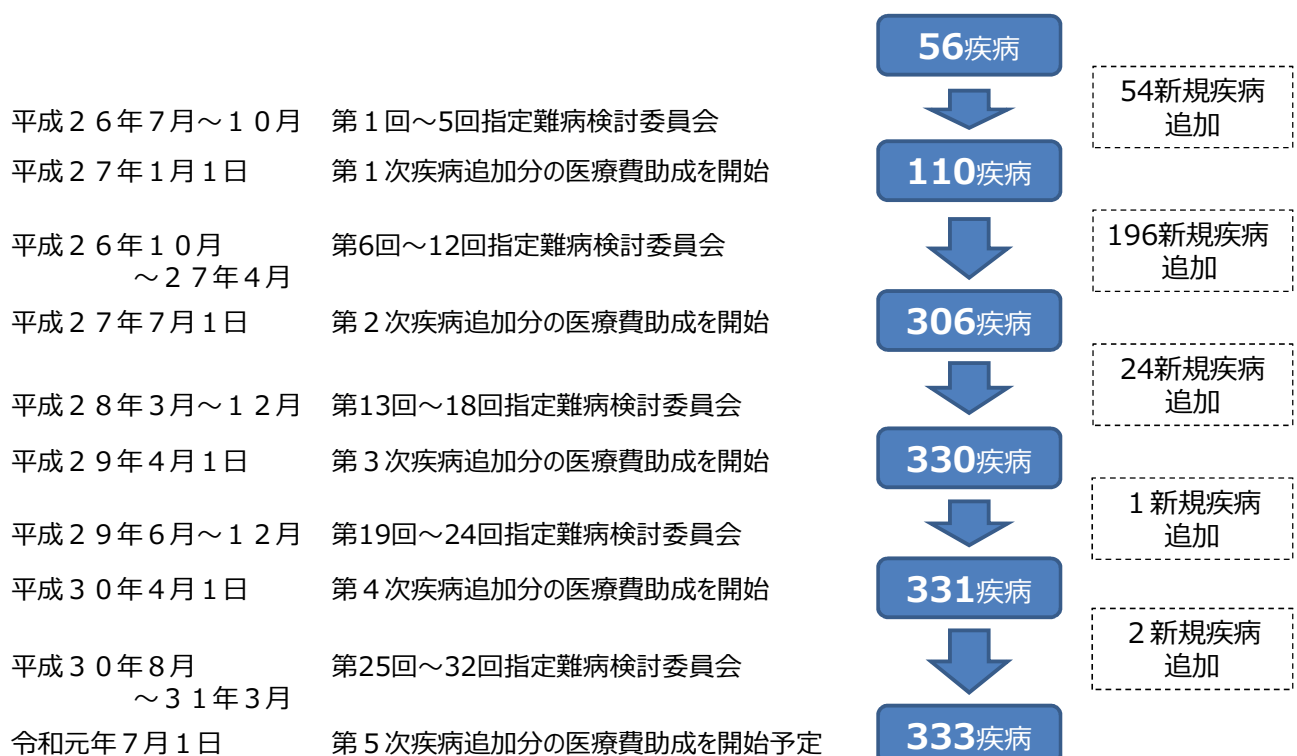 56疾病
54新規疾病
追加
平成２６年７月～１０月　第１回～5回指定難病検討委員会
平成２７年１月１日　第１次疾病追加分の医療費助成を開始
110疾病
196新規疾病
追加
平成２６年１０月　第6回～12回指定難病検討委員会
～２７年４月
平成２７年７月１日　第２次疾病追加分の医療費助成を開始
306疾病
24新規疾病
追加
平成２８年３月～１２月　第13回～18回指定難病検討委員会
平成２９年４月１日　第３次疾病追加分の医療費助成を開始
330疾病
１新規疾病
追加
平成２９年６月～１２月　第19回～24回指定難病検討委員会
平成３０年４月１日　第４次疾病追加分の医療費助成を開始
331疾病
２新規疾病
追加
平成３０年８月　第25回～32回指定難病検討委員会
～３１年３月
令和元年７月１日　第５次疾病追加分の医療費助成を開始予定
333疾病